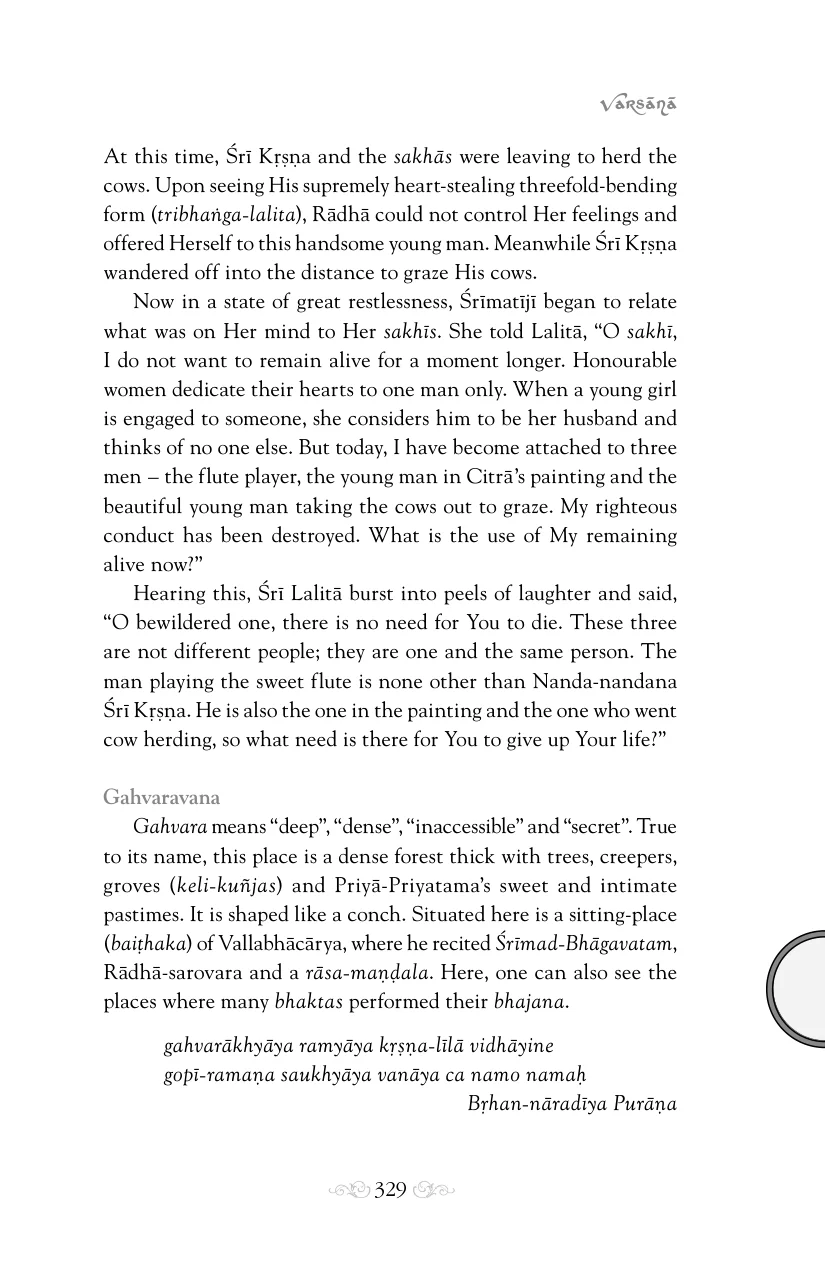 Varsāṇā
At this time, Śrī Kṛṣṇa and the sakhās were leaving to herd the
cows. Upon seeing His supremely heart-stealing threefold-bending
form (tribhaṅga-lalita), Rādhā could not control Her feelings and
offered Herself to this handsome young man. Meanwhile Śrī Kṛṣṇa
wandered off into the distance to graze His cows.
Now in a state of great restlessness, Śrīmatījī began to relate
what was on Her mind to Her sakhīs. She told Lalitā, “O sakhī,
I do not want to remain alive for a moment longer. Honourable
women dedicate their hearts to one man only. When a young girl
is engaged to someone, she considers him to be her husband and
thinks of no one else. But today, I have become attached to three
men – the flute player, the young man in Citrā’s painting and the
beautiful young man taking the cows out to graze. My righteous
conduct has been destroyed. What is the use of My remaining
alive now?”
Hearing this, Śrī Lalitā burst into peels of laughter and said,
“O bewildered one, there is no need for You to die. These three
are not different people; they are one and the same person. The
man playing the sweet flute is none other than Nanda-nandana
Śrī Kṛṣṇa. He is also the one in the painting and the one who went
cow herding, so what need is there for You to give up Your life?”
Gahvaravana
Gahvara means “deep”, “dense”, “inaccessible” and “secret”. True
to its name, this place is a dense forest thick with trees, creepers,
groves (keli-kuñjas) and Priyā-Priyatama’s sweet and intimate
pastimes. It is shaped like a conch. Situated here is a sitting-place
(baiṭhaka) of Vallabhācārya, where he recited Śrīmad-Bhāgavatam,
Rādhā-sarovara and a rāsa-maṇḍala. Here, one can also see the
places where many bhaktas performed their bhajana.
gahvarākhyāya ramyāya kṛṣṇa-līlā vidhāyine
gopī-ramaṇa saukhyāya vanāya ca namo namaḥ
Bṛhan-nāradīya Purāṇa
329